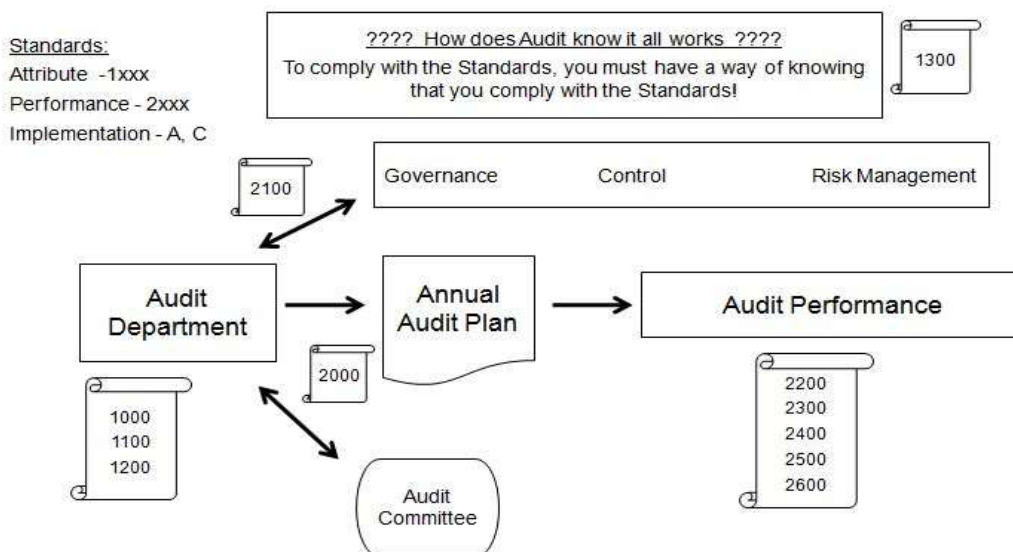 Standards:
Attribute -1xxx
Performance - 2xxx
Implementation - A, C
???? How does Audit know it all works ????
To comply with the Standards, you must have a way of knowing
that you comply with the Standards!
1300
2100
Governance Control Risk Management
Audit
Department
Annual
Audit Plan
Audit Performance
2000
1000
1100
1200
2200
2300
2400
2500
2600
Audit
Committee